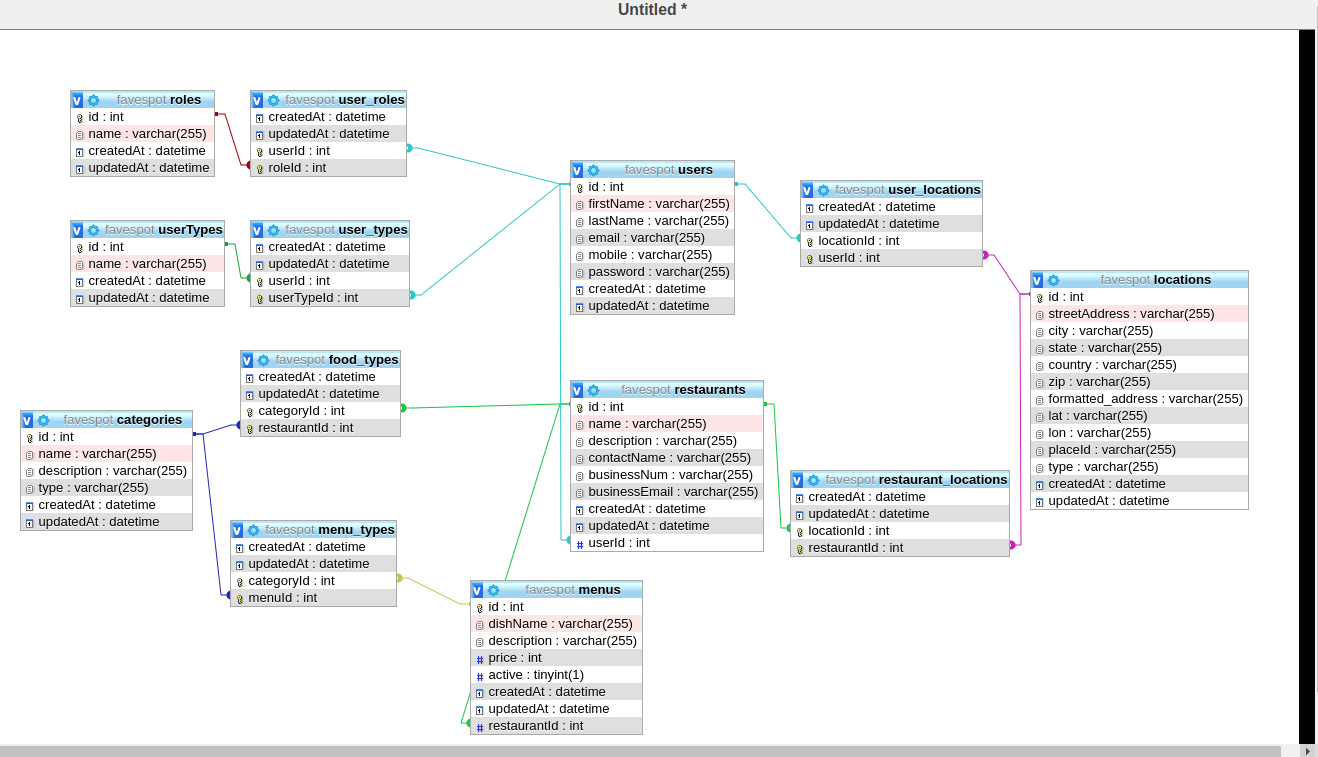 Untitled *
favespot roles
id : int
name : varchar(255)
createdAt : datetime
updatedAt : datetime
favespot user_roles
createdAt : datetime
updatedAt : datetime
userId : int
roleId : int
favespot users
id : int
firstName : varchar(255)
lastName : varchar(255)
email : varchar(255)
mobile : varchar(255)
password : varchar(255)
createdAt : datetime
updatedAt : datetime
favespot user_locations
createdAt : datetime
updatedAt : datetime
locationId : int
userId : int
favespot userTypes
id : int
name : varchar(255)
createdAt : datetime
updatedAt : datetime
favespot user_types
createdAt : datetime
updatedAt : datetime
userId : int
userTypeId : int
favespot locations
id : int
streetAddress : varchar(255)
city : varchar(255)
state : varchar(255)
country : varchar(255)
zip : varchar(255)
formatted_address : varchar(255)
lat : varchar(255)
lon : varchar(255)
placeId : varchar(255)
type : varchar(255)
createdAt : datetime
updatedAt : datetime
favespot food_types
createdAt : datetime
updatedAt : datetime
categoryId : int
restaurantId : int
favespot restaurants
id : int
name : varchar(255)
description : varchar(255)
contactName : varchar(255)
businessNum : varchar(255)
businessEmail : varchar(255)
createdAt : datetime
updatedAt : datetime
userId : int
favespot categories
id : int
name : varchar(255)
description : varchar(255)
type : varchar(255)
createdAt : datetime
updatedAt : datetime
favespot restaurant_locations
createdAt : datetime
updatedAt : datetime
locationId : int
restaurantId : int
favespot menu_types
createdAt : datetime
updatedAt : datetime
categoryId : int
menuId : int
favespot menus
id : int
dishName : varchar(255)
description : varchar(255)
price : int
active : tinyint(1)
createdAt : datetime
updatedAt : datetime
restaurantId : int